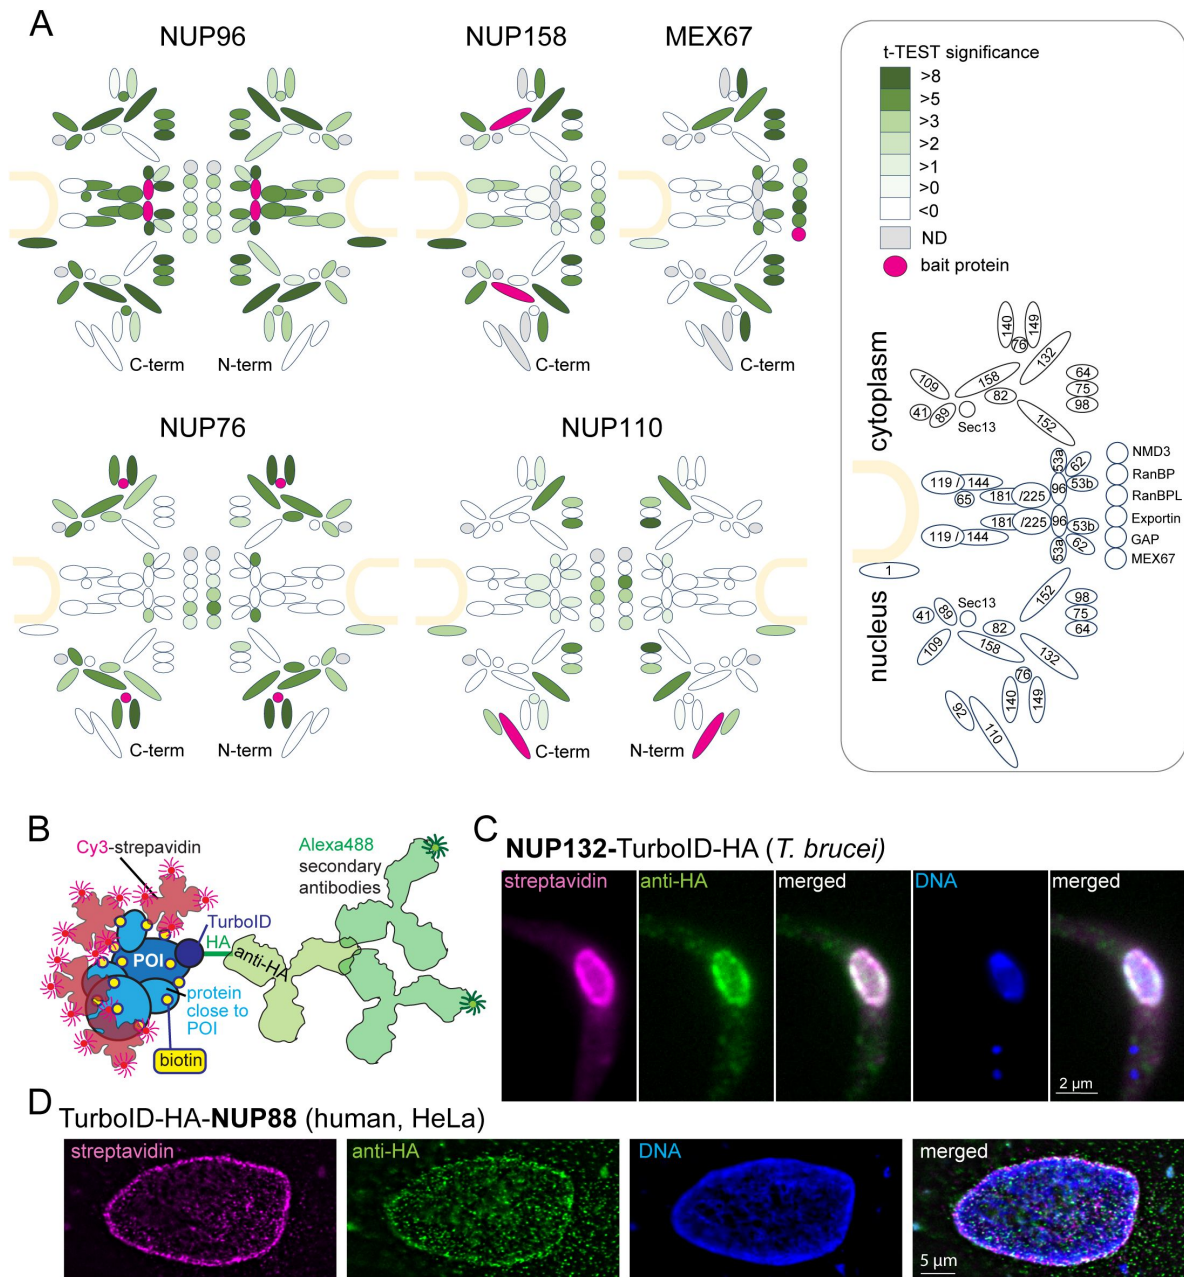 A
NUP96
NUP158
MEX67
C-term
N-term
C-term
C-term
NUP76
NUP110
C-term
N-term
C-term
N-term
t-TEST significance
>8
>5
>3
>2
>1
>0
<0
ND
bait protein
cytoplasm
140
149
76
132
109
158
64
75
98
41
89
82
Sec13
152
53a
62
NMD3
119 / 144
96
53b
RanBP
65
181 /225
RanBPL
181 /225
96
53b
Exportin
119 / 144
53a
62
GAP
MEX67
1
nucleus
152
98
41
89
Sec13
75
82
64
109
158
132
76
140
149
92
110
B
Cy3-strepavidin
Alexa488
secondary
antibodies
TurboID
HA
POI
anti-HA
protein
close to
POI
biotin
C
NUP132-TurboID-HA (T. brucei)
streptavidin
anti-HA
merged
DNA
merged
2 µm
D
TurboID-HA-NUP88 (human, HeLa)
streptavidin
anti-HA
DNA
merged
5 µm